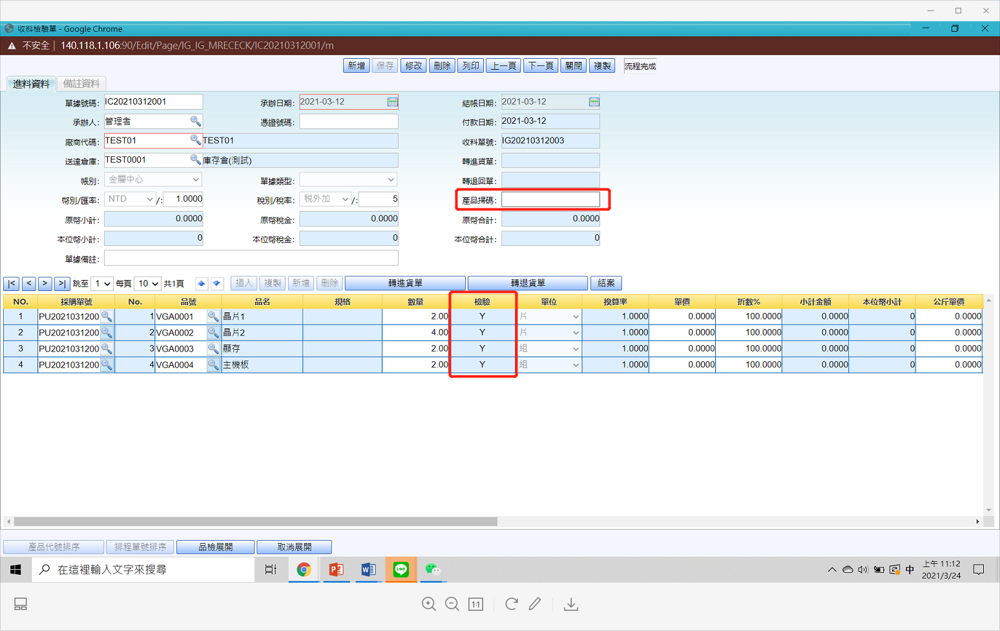 收料檢驗單 - Google Chrome
不安全 | 140.118.1.106:90/Edit/Page/IG_IG_MRECECK/IC20210312001/m
新增 保存 修改 刪除 列印 上一頁 下一頁 關閉 複製 流程完成
進料資料 備註資料
單據號碼: IC20210312001 承辦日期: 2021-03-12 結帳日期: 2021-03-12
承辦人: 管理者 憑證號碼: 付款日期: 2021-03-12
廠商代碼: TEST01 TEST01 收料單號: IG20210312003
送達倉庫: TEST0001 庫存倉(測試) 轉進貨單:
帳別: 金屬中心 單據類型: 轉退回單:
幣別/匯率: NTD /: 1.0000 稅別/稅率: 稅外加 /: 5 產品掃碼:
原幣小計: 0.0000 原幣稅金: 0.0000 原幣合計: 0.0000
本位幣小計: 0 本位幣稅金: 0 本位幣合計: 0
單據備註:
|< < > >| 跳至 1 每頁 10 共1頁 插入 複製 新增 刪除 轉進貨單 轉退貨單 結案
NO. 採購單號 No. 品號 品名 規格 數量 檢驗 單位 換算率 單價 折數% 小計金額 本位幣小計 公斤單價
1 PU2021031200 1 VGA0001 晶片1 2.00 Y 片 1.0000 0.0000 100.0000 0.0000 0 0.0000
2 PU2021031200 2 VGA0002 晶片2 4.00 Y 片 1.0000 0.0000 100.0000 0.0000 0 0.0000
3 PU2021031200 3 VGA0003 顯存 2.00 Y 組 1.0000 0.0000 100.0000 0.0000 0 0.0000
4 PU2021031200 4 VGA0004 主機板 2.00 Y 組 1.0000 0.0000 100.0000 0.0000 0 0.0000
產品代號排序 排程單號排序 品檢展開 取消展開
在這裡輸入文字來搜尋 LINE 中 上午 11:12
2021/3/24
1:1